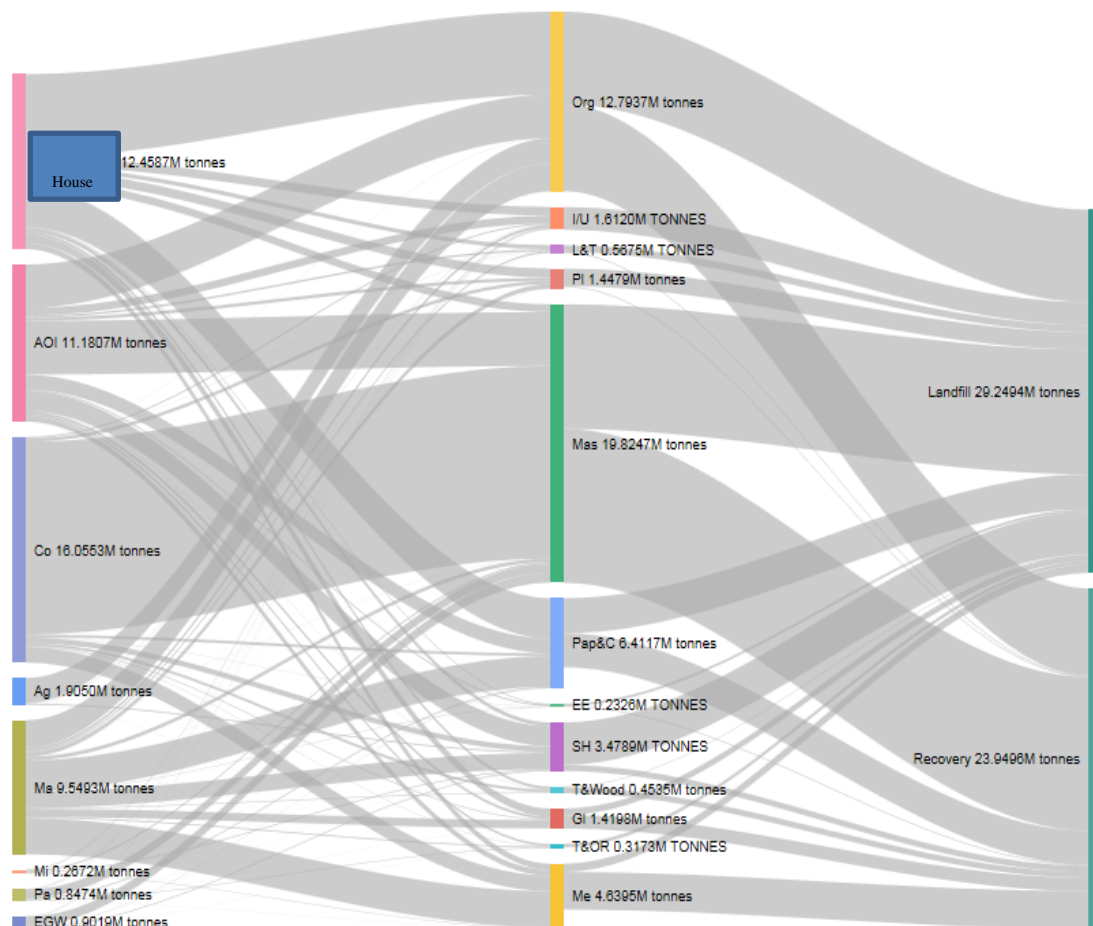 12.4587M tonnes
House
AOI 11.1807M tonnes
Co 16.0553M tonnes
Ag 1.9050M tonnes
Ma 9.5493M tonnes
Mi 0.2672M tonnes
Pa 0.8474M tonnes
EGW 0.9019M tonnes
Org 12.7937M tonnes
I/U 1.6120M TONNES
L&T 0.5675M TONNES
Pl 1.4479M tonnes
Mas 19.8247M tonnes
Pap&C 6.4117M tonnes
EE 0.2326M TONNES
SH 3.4789M TONNES
T&Wood 0.4535M tonnes
Gl 1.4198M tonnes
T&OR 0.3173M TONNES
Me 4.6395M tonnes
Landfill 29.2494M tonnes
Recovery 23.9496M tonnes